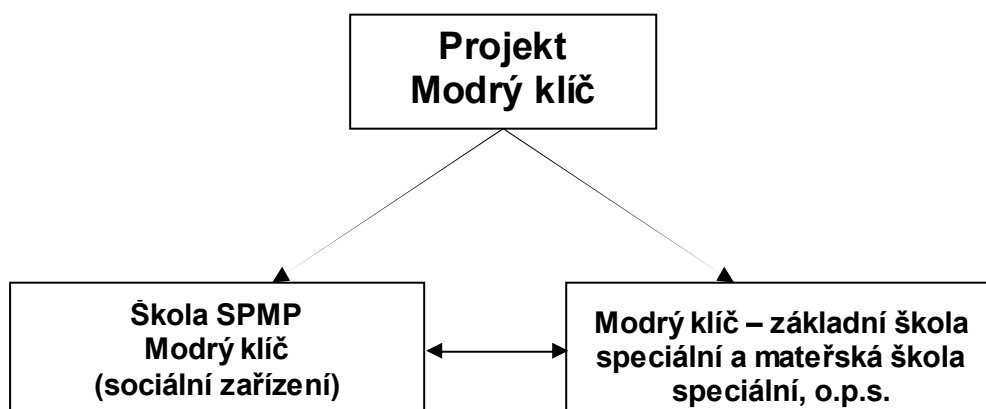 Projekt
Modrý klíč
Škola SPMP
Modrý klíč
(sociální zařízení)
Modrý klíč – základní škola
speciální a mateřská škola
speciální, o.p.s.